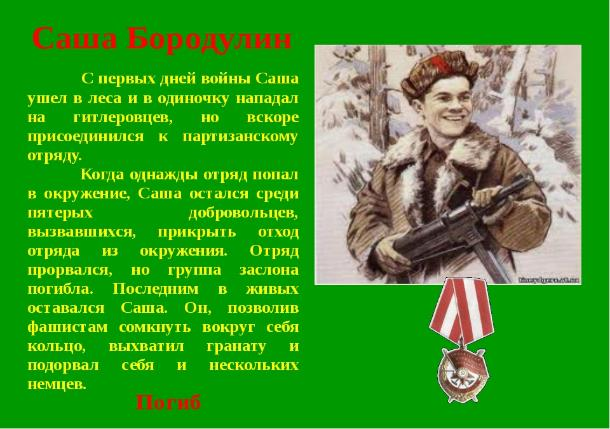 Саша Бородулин
С первых дней войны Саша
ушел в леса и в одиночку нападал
на гитлеровцев, но вскоре
присоединился к партизанскому
отряду.
Когда однажды отряд попал
в окружение, Саша остался среди
пятерых добровольцев,
вызвавшихся, прикрыть отход
отряда из окружения. Отряд
прорвался, но группа заслона
погибла. Последним в живых
оставался Саша. Он, позволив
фашистам сомкнуть вокруг себя
кольцо, выхватил гранату и
подорвал себя и нескольких
немцев.
Погиб